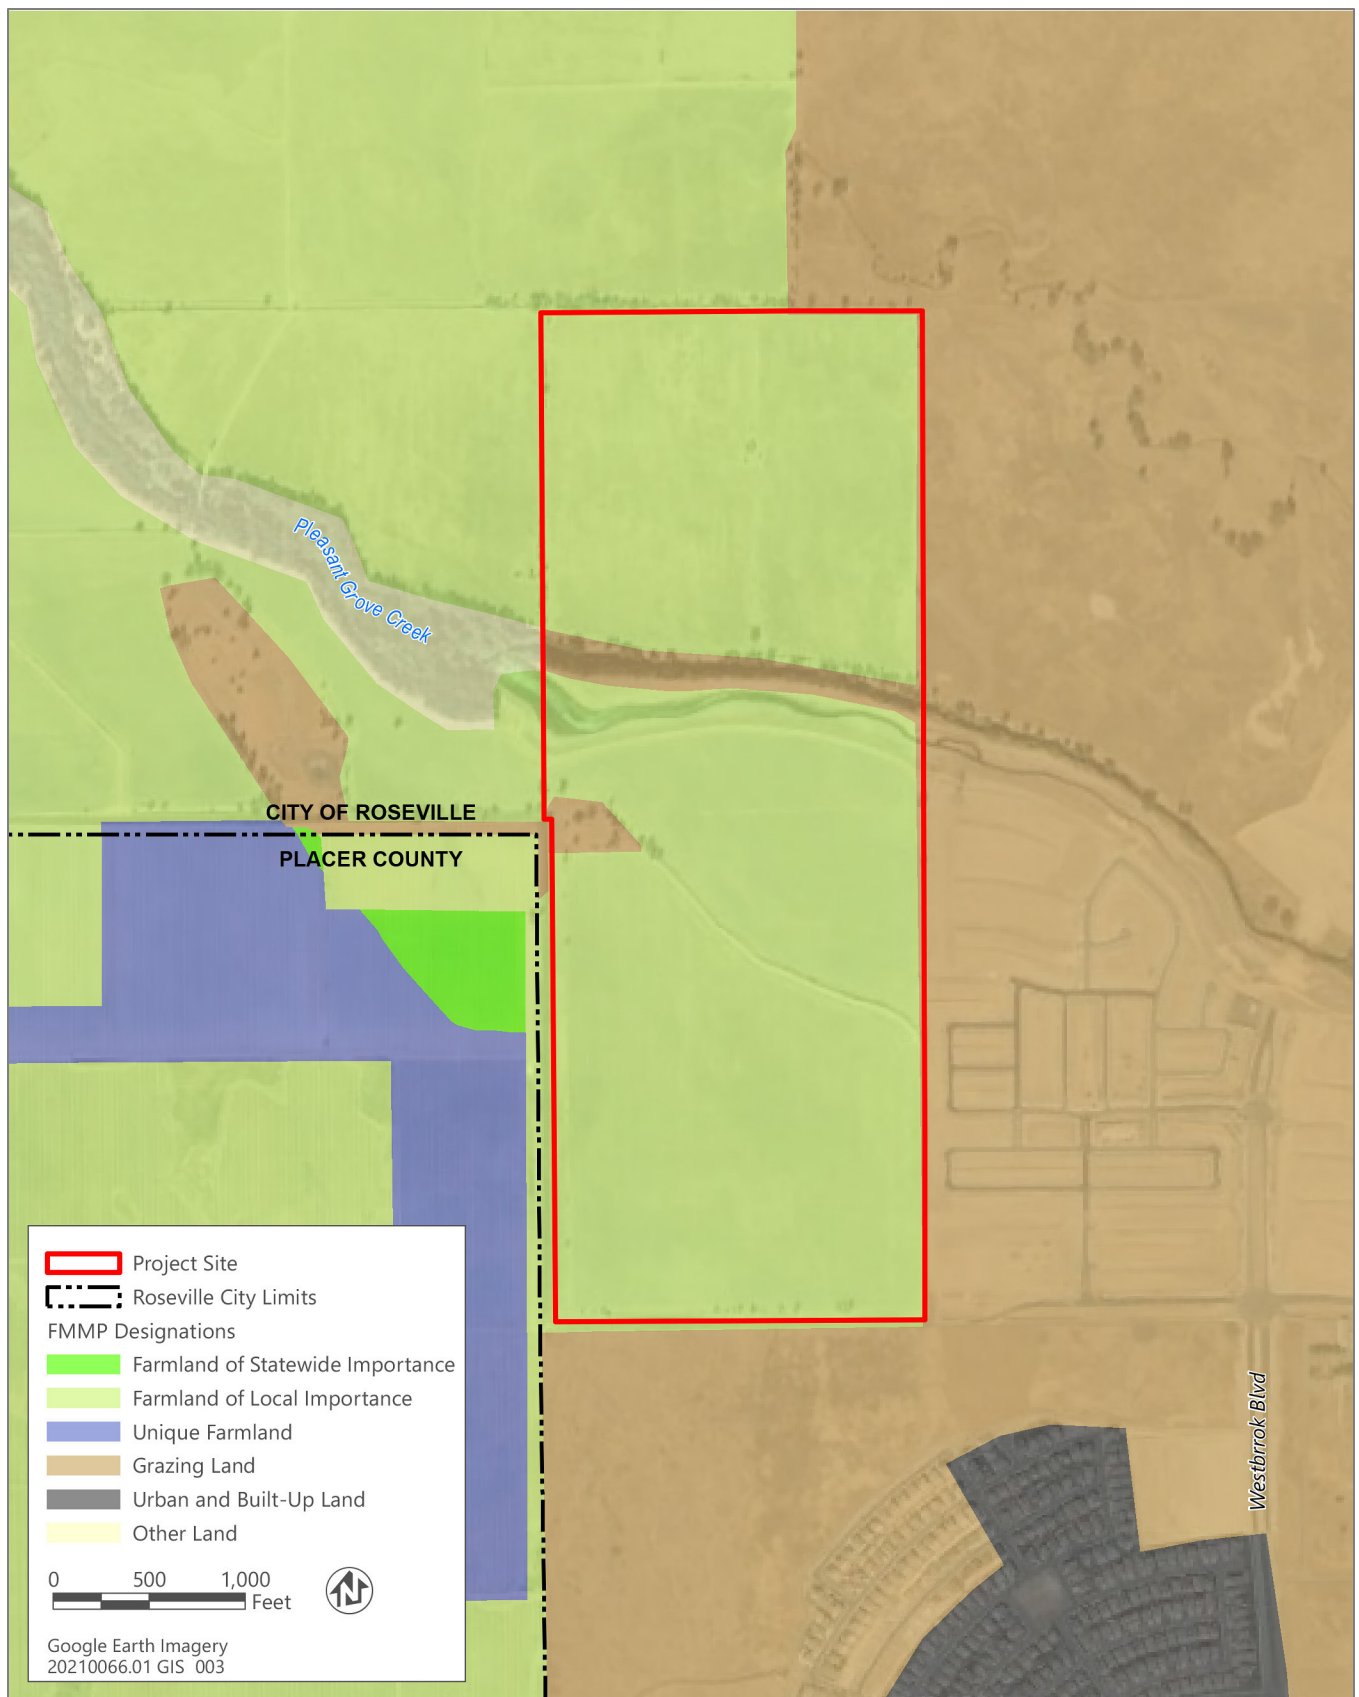 Pleasant Grove Creek
CITY OF ROSEVILLE
PLACER COUNTY
Westbrrok Blvd
Project Site
Roseville City Limits
FMMP Designations
Farmland of Statewide Importance
Farmland of Local Importance
Unique Farmland
Grazing Land
Urban and Built-Up Land
Other Land
0 500 1,000
Feet
N
Google Earth Imagery
20210066.01 GIS 003